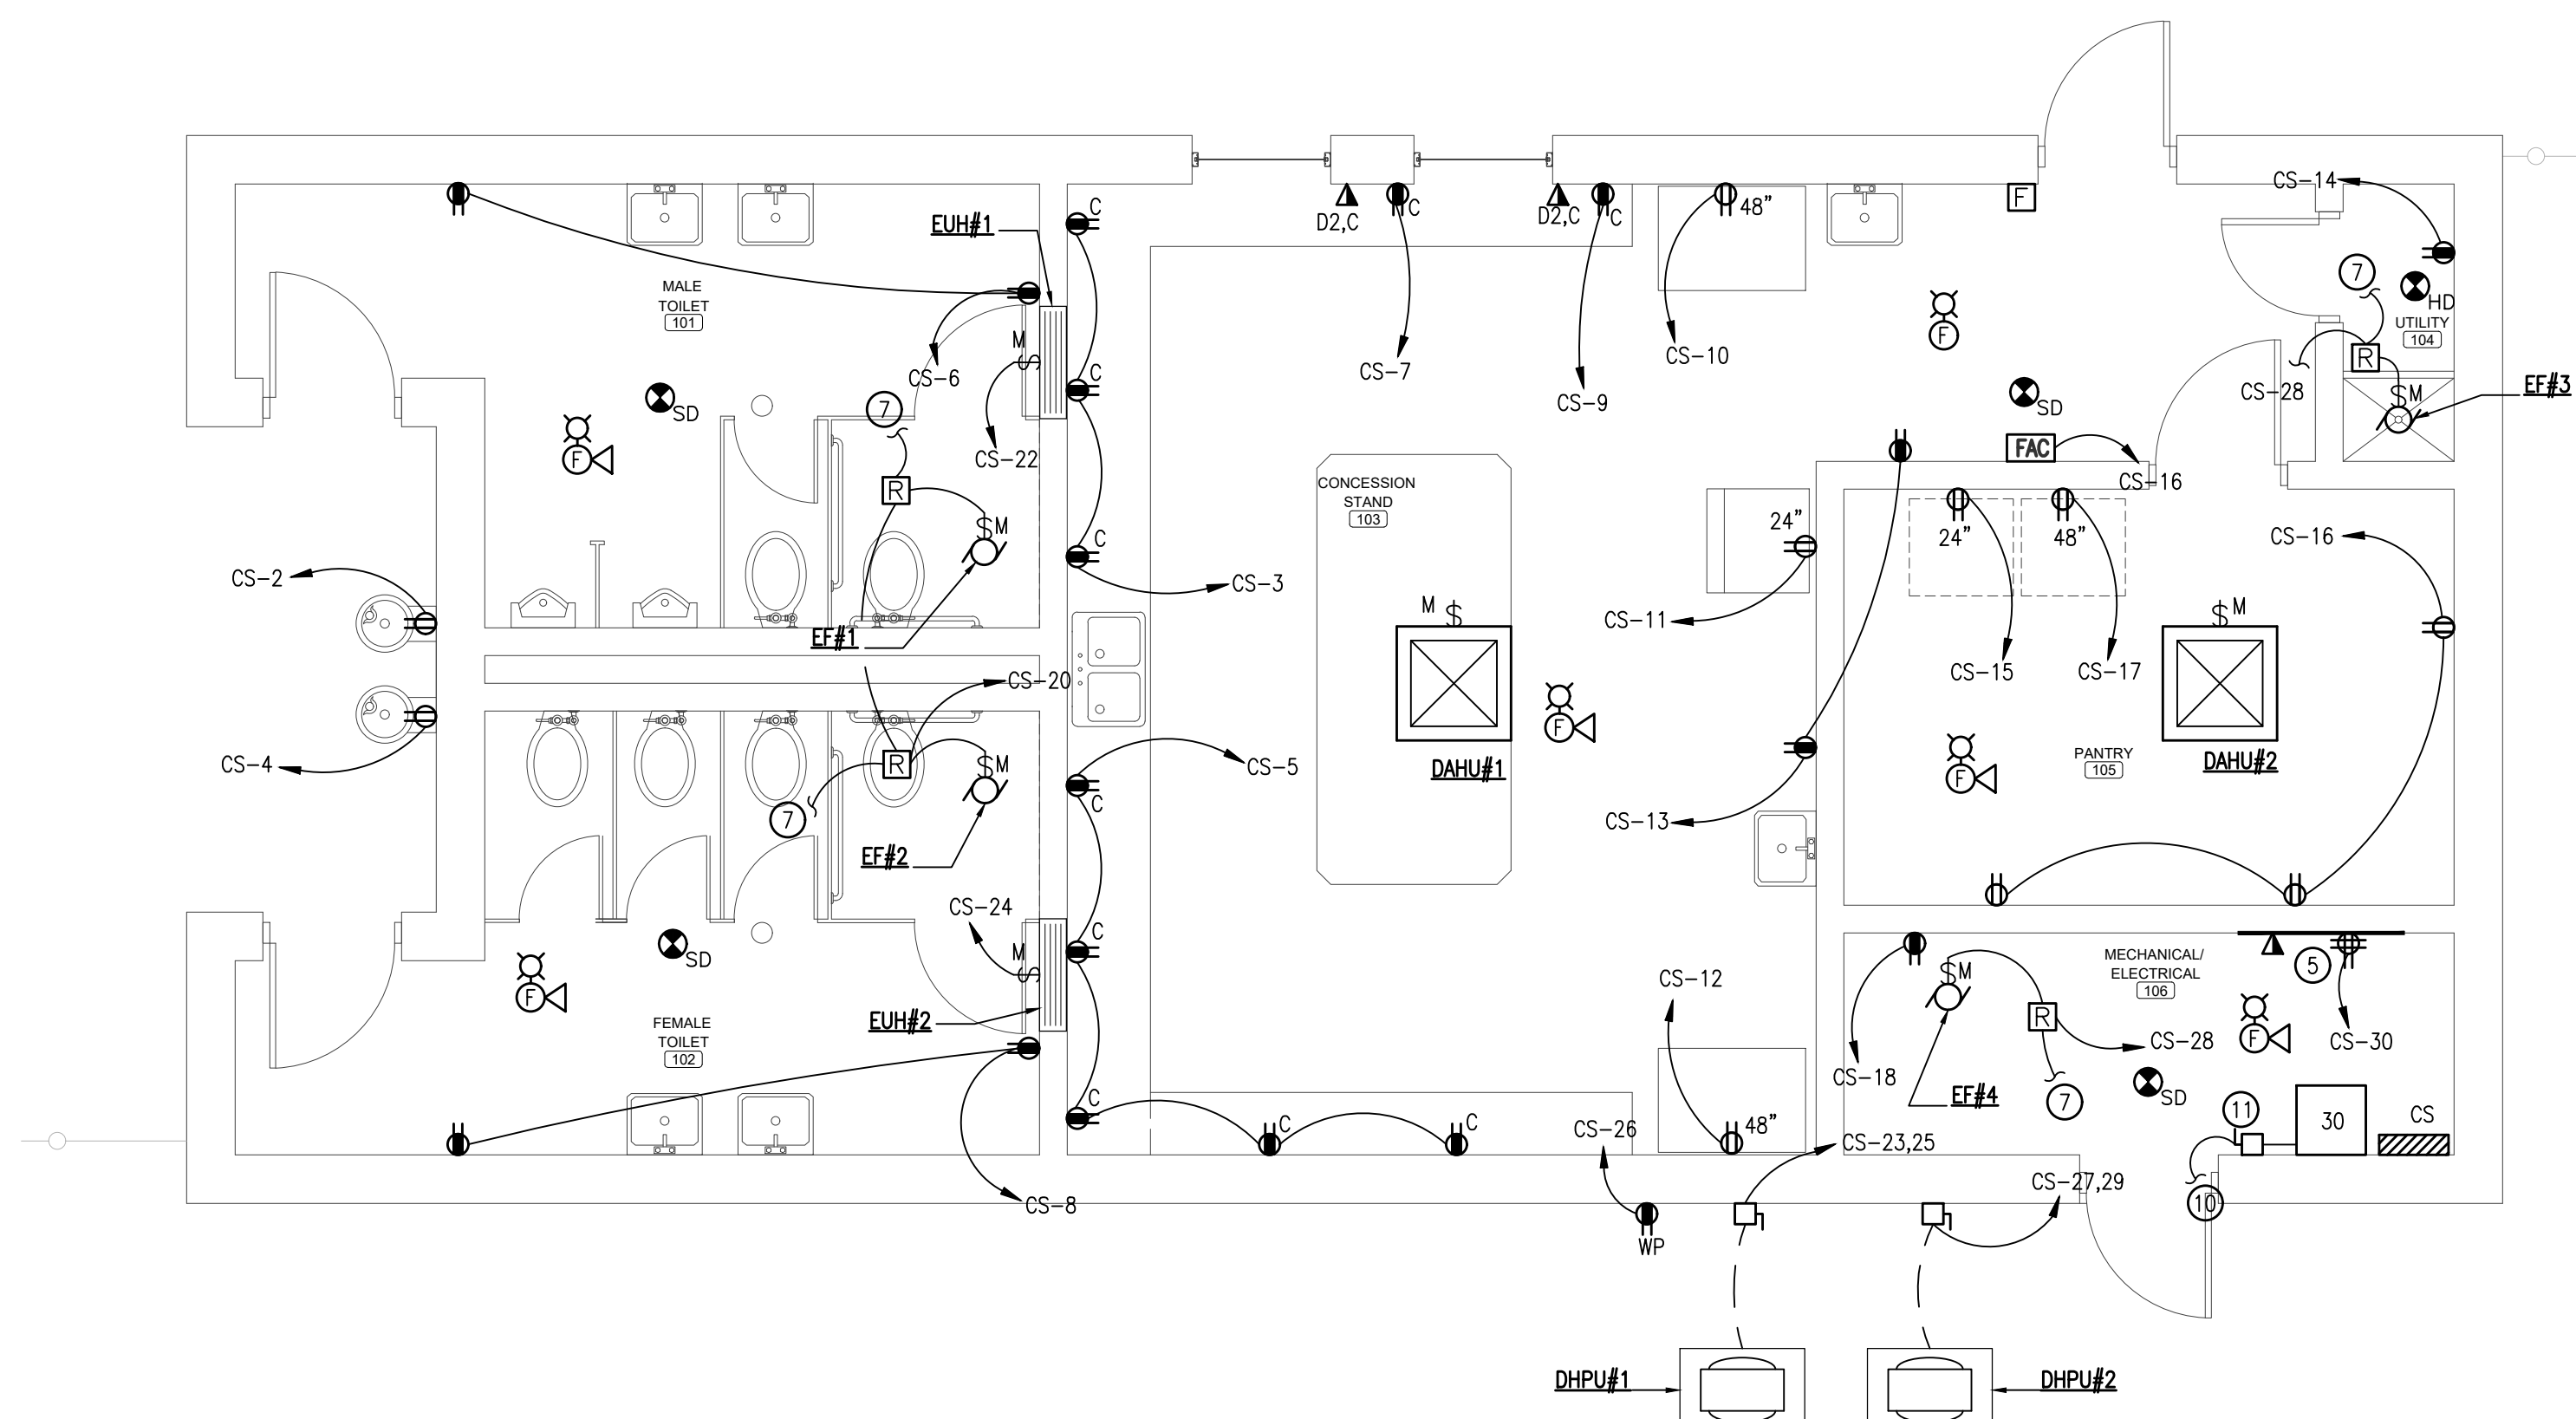 CS-14
C
EUH#1
D2,C
C
D2,C
C
48"
F
MALE
TOILET
101
7
HD
UTILITY
104
F
M
S
CS-6
C
CS-7
CS-10
R
CS-28
CS-9
S
M
EF#3
SD
7
SD
F
CS-22
FAC
CS-16
R
CONCESSION
STAND
103
S
M
C
24"
24"
48"
CS-16
CS-2
CS-3
M
S
CS-11
S
M
EF#1
CS-20
CS-15
CS-17
F
CS-4
R
S
M
CS-5
DAHU#1
F
PANTRY
105
DAHU#2
7
C
CS-13
EF#2
CS-24
C
M
S
SD
F
CS-12
S
M
MECHANICAL/
ELECTRICAL
106
5
FEMALE
TOILET
102
EUH#2
R
CS-28
F
CS-30
CS-18
EF#4
7
SD
C
C
C
CS-26
48"
CS-23,25
11
30
CS
CS-8
CS-27,29
10
WP
DHPU#1
DHPU#2